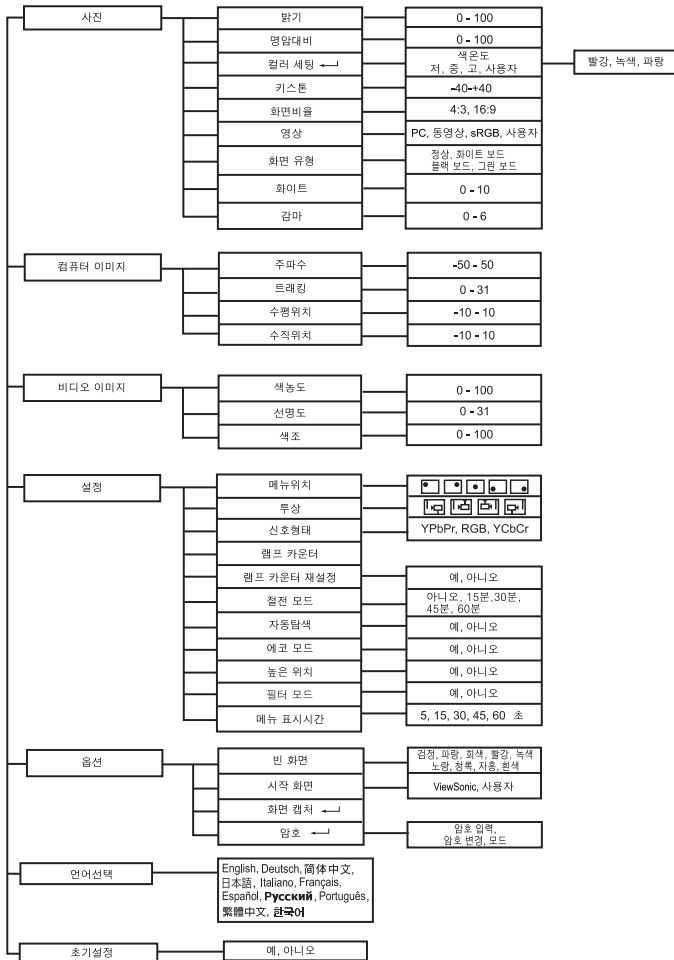 사진
밝기
0 - 100
명암대비
0 - 100
컬러 세팅
색온도
저, 중, 고, 사용자
빨강, 녹색, 파랑
키스톤
-40-+40
화면비율
4:3, 16:9
영상
PC, 동영상, sRGB, 사용자
화면 유형
정상, 화이트 보드
블랙 보드, 그린 보드
화이트
0 - 10
감마
0 - 6
컴퓨터 이미지
주파수
-50 - 50
트래킹
0 - 31
수평위치
-10 - 10
수직위치
-10 - 10
비디오 이미지
색농도
0 - 100
선명도
0 - 31
색조
0 - 100
설정
메뉴위치
투상
신호형태
YPbPr, RGB, YCbCr
램프 카운터
램프 카운터 재설정
예, 아니오
절전 모드
아니오, 15분,30분,
45분, 60분
자동탐색
예, 아니오
에코 모드
예, 아니오
높은 위치
예, 아니오
필터 모드
예, 아니오
메뉴 표시시간
5, 15, 30, 45, 60 초
옵션
빈 화면
검정, 파랑, 회색, 빨강, 녹색
노랑, 청록, 자홍, 흰색
시작 화면
ViewSonic, 사용자
화면 캡처
암호
암호 입력,
암호 변경, 모드
언어선택
English, Deutsch, 简体中文,
日本語, Italiano, Français,
Español, Русский, Português,
繁體中文, 한국어
초기설정
예, 아니오